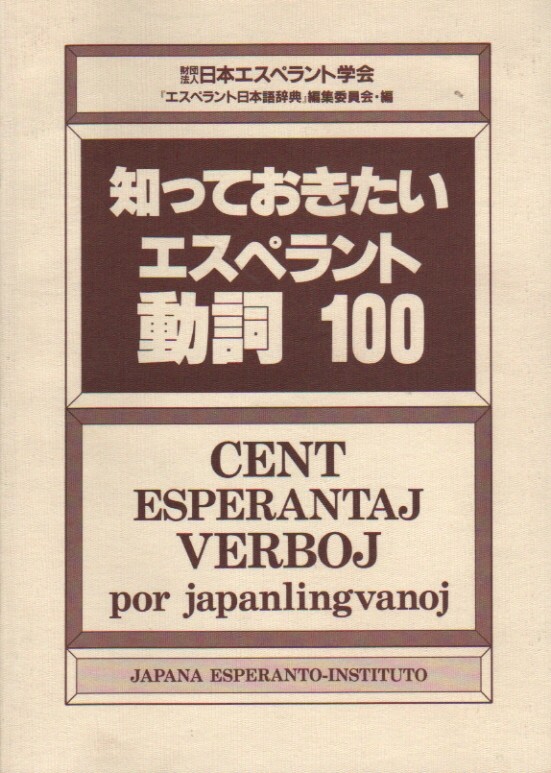 財団法人日本エスペラント学会
『エスペラント日本語辞典』編集委員会・編
知っておきたい
エスペラント
動詞 100
CENT
ESPERANTAJ
VERBOJ
por japanlingvanoj
JAPANA ESPERANTO-INSTITUTO